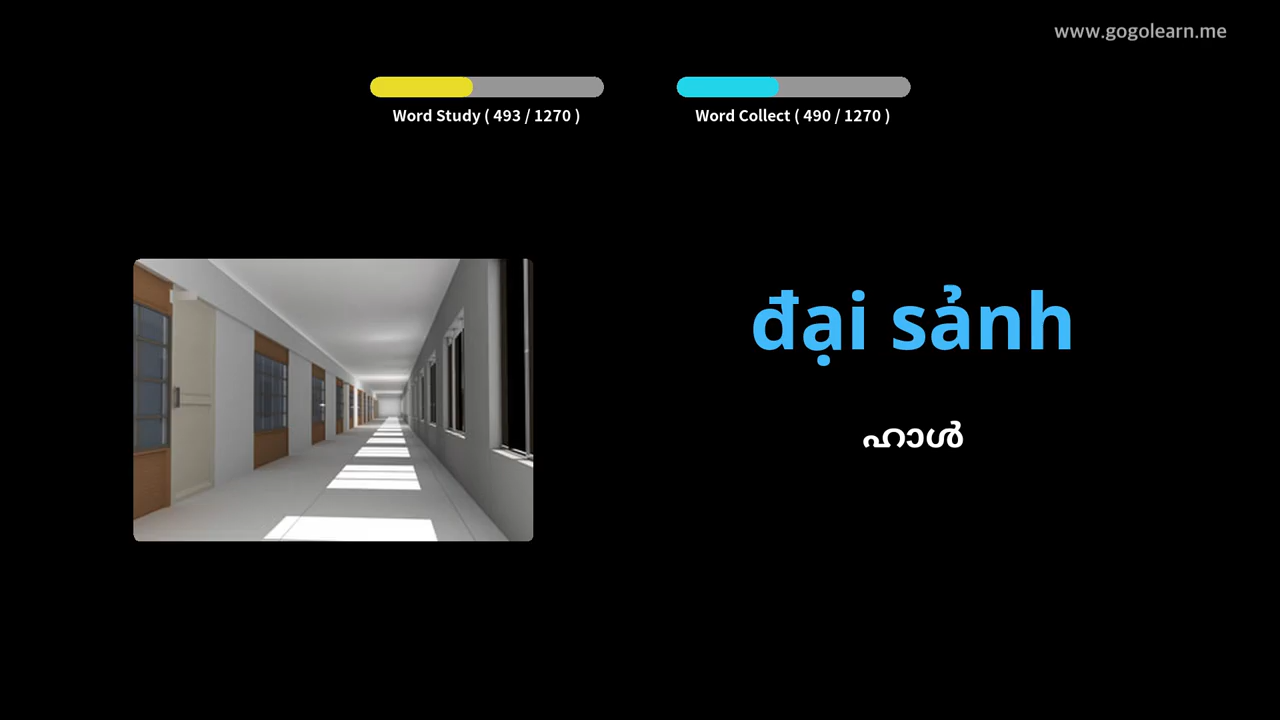 www.gogolearn.me
Word Study ( 493 / 1270 )
Word Collect ( 490 / 1270 )
đại sảnh
ഹാൾ